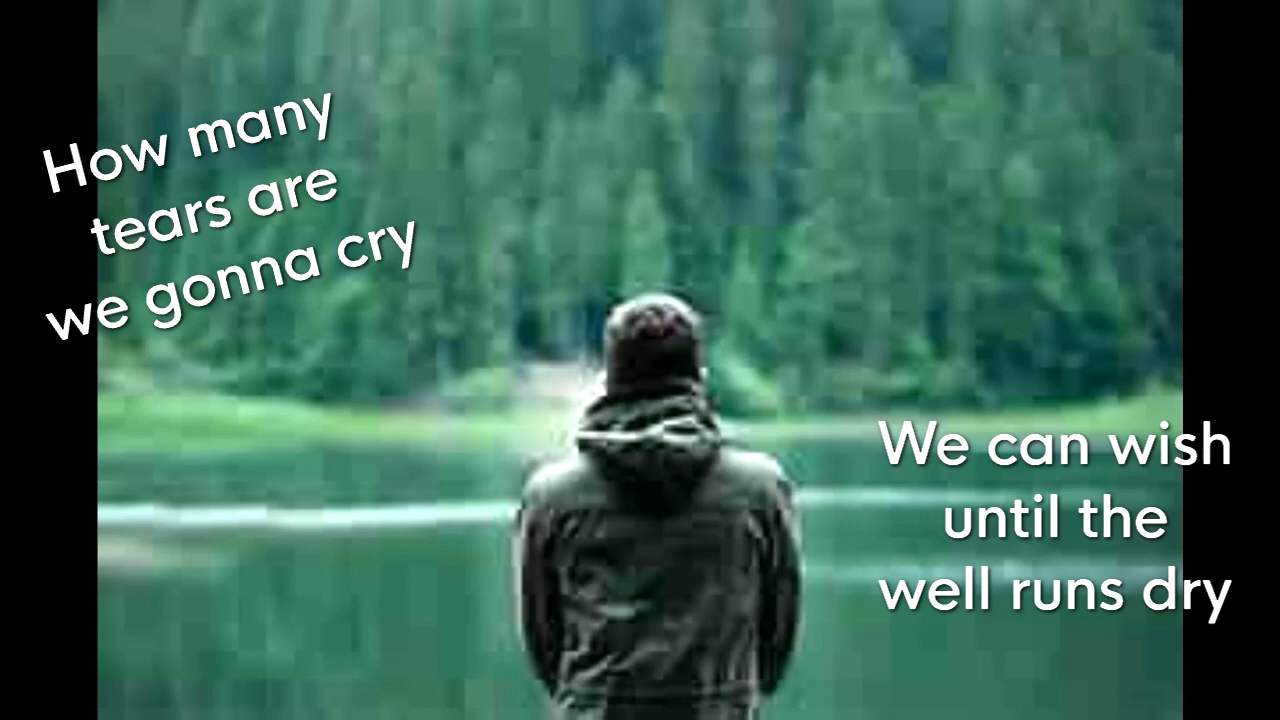 How many
tears are
we gonna cry
We can wish
until the
well runs dry